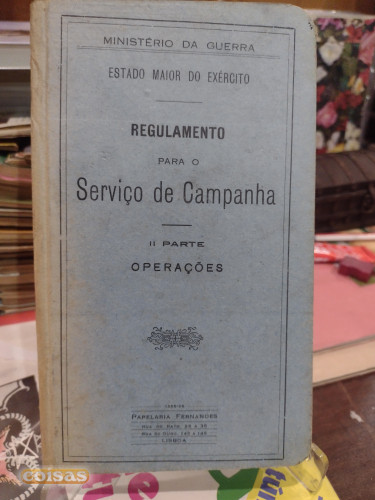 MINISTÉRIO DA GUERRA
ESTADO MAIOR DO EXÉRCITO
REGULAMENTO
PARA O
Serviço de Campanha
II PARTE
OPERAÇÕES
PAPELARIA FERNANDES
LISBOA
coisas